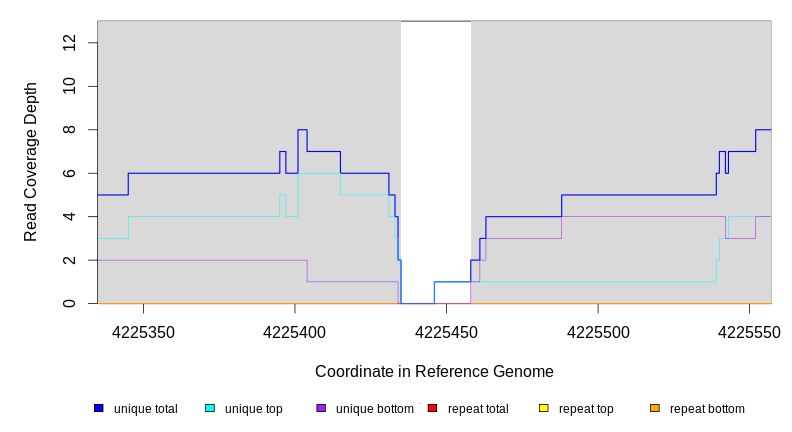 Read Coverage Depth
12
10
8
6
4
2
0
4225350 4225400 4225450 4225500 4225550
Coordinate in Reference Genome
unique total unique top unique bottom repeat total repeat top repeat bottom